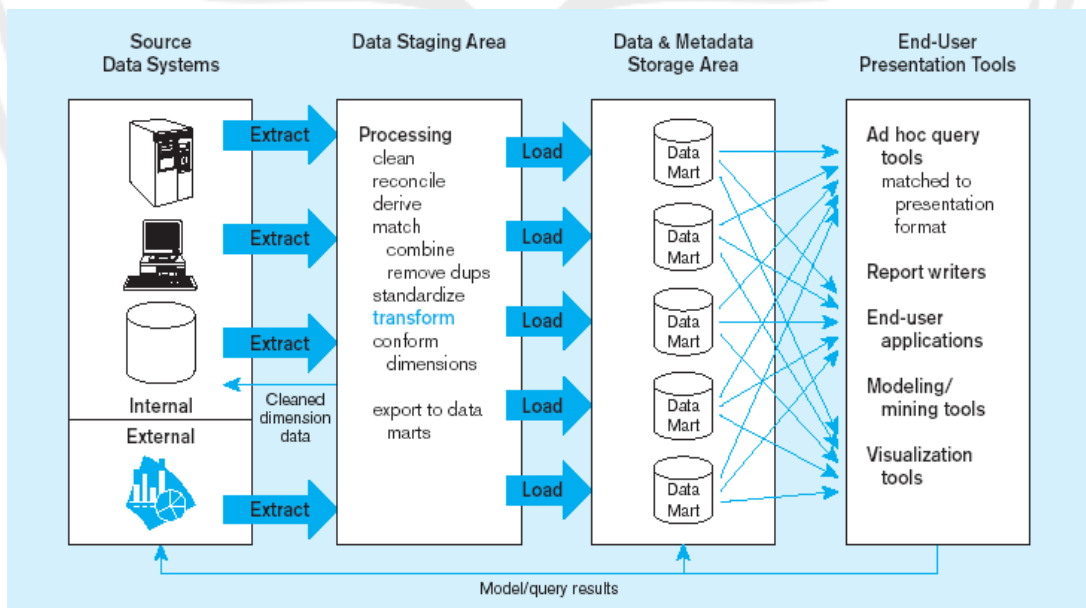 Source
Data Systems
Data Staging Area
Data & Metadata
Storage Area
End-User
Presentation Tools
Extract
Extract
Extract
Internal
External
Extract
Processing
clean
reconcile
derive
match
combine
remove dups
standardize
transform
conform
dimensions
export to data
marts
Cleaned
dimension
data
Load
Load
Load
Load
Load
Data
Mart
Data
Mart
Data
Mart
Data
Mart
Data
Mart
Ad hoc query
tools
matched to
presentation
format
Report writers
End-user
applications
Modeling/
mining tools
Visualization
tools
Model/query results